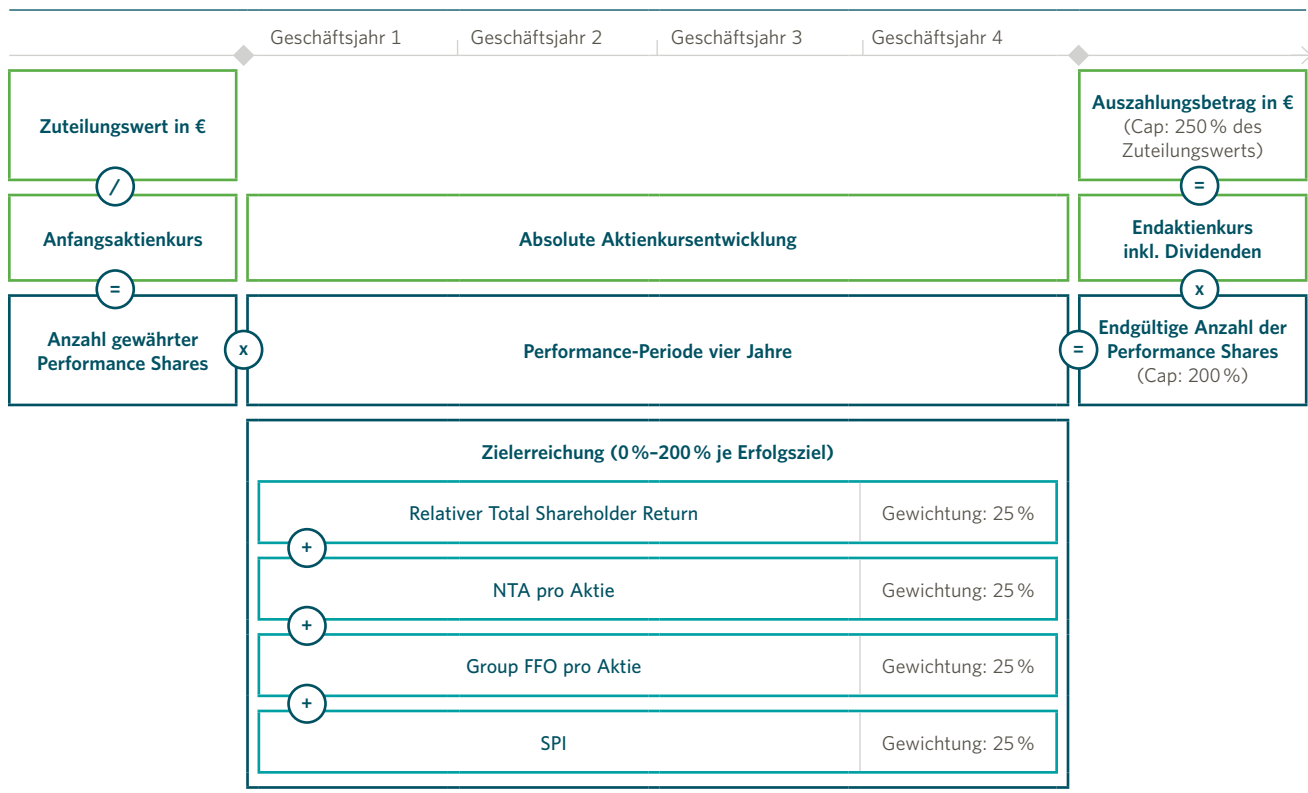 Geschäftsjahr 1 Geschäftsjahr 2 Geschäftsjahr 3 Geschäftsjahr 4
Zuteilungswert in €
/
Anfangsaktienkurs
=
Anzahl gewährter
Performance Shares
x
Absolute Aktienkursentwicklung
Performance-Periode vier Jahre
=
Auszahlungsbetrag in €
(Cap: 250 % des
Zuteilungswerts)
=
Endaktienkurs
inkl. Dividenden
x
Endgültige Anzahl der
Performance Shares
(Cap: 200 %)
Zielerreichung (0 %–200 % je Erfolgsziel)
Relativer Total Shareholder Return Gewichtung: 25 %
+
NTA pro Aktie Gewichtung: 25 %
+
Group FFO pro Aktie Gewichtung: 25 %
+
SPI Gewichtung: 25 %